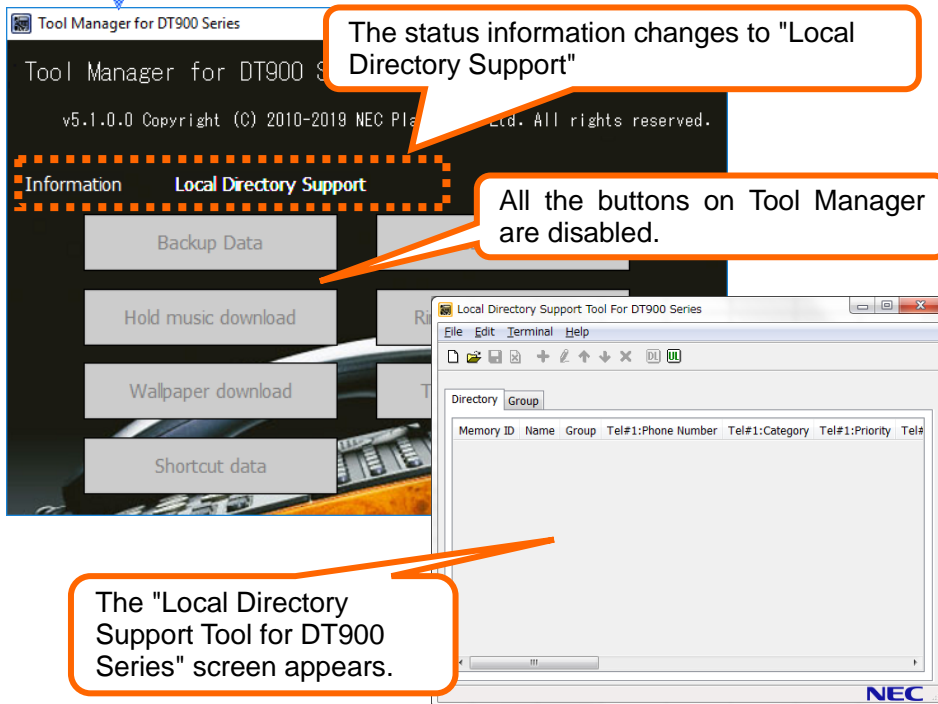 Tool Manager for DT900 Series
The status information changes to "Local
Directory Support"
Tool Manager for DT900 S
v5.1.0.0 Copyright (C) 2010-2019 NEC Pla Ltd. All rights reserved.
Information Local Directory Support
All the buttons on Tool Manager
are disabled.
Backup Data
Hold music download
Wallpaper download
Shortcut data
Local Directory Support Tool For DT900 Series
File Edit Terminal Help
DL UL
Directory Group
Memory ID Name Group Tel#1:Phone Number Tel#1:Category Tel#1:Priority Tel#
The "Local Directory
Support Tool for DT900
Series" screen appears.
NEC